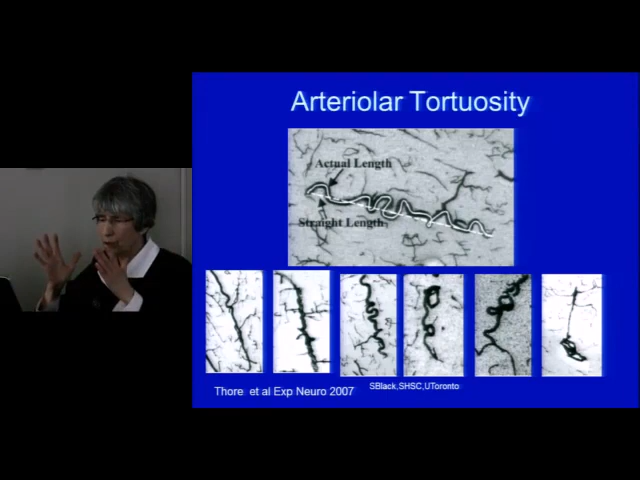 Arteriolar Tortuosity
Actual Length
Straight Length
Thore et al Exp Neuro 2007
SBlack,SHSC,UToronto